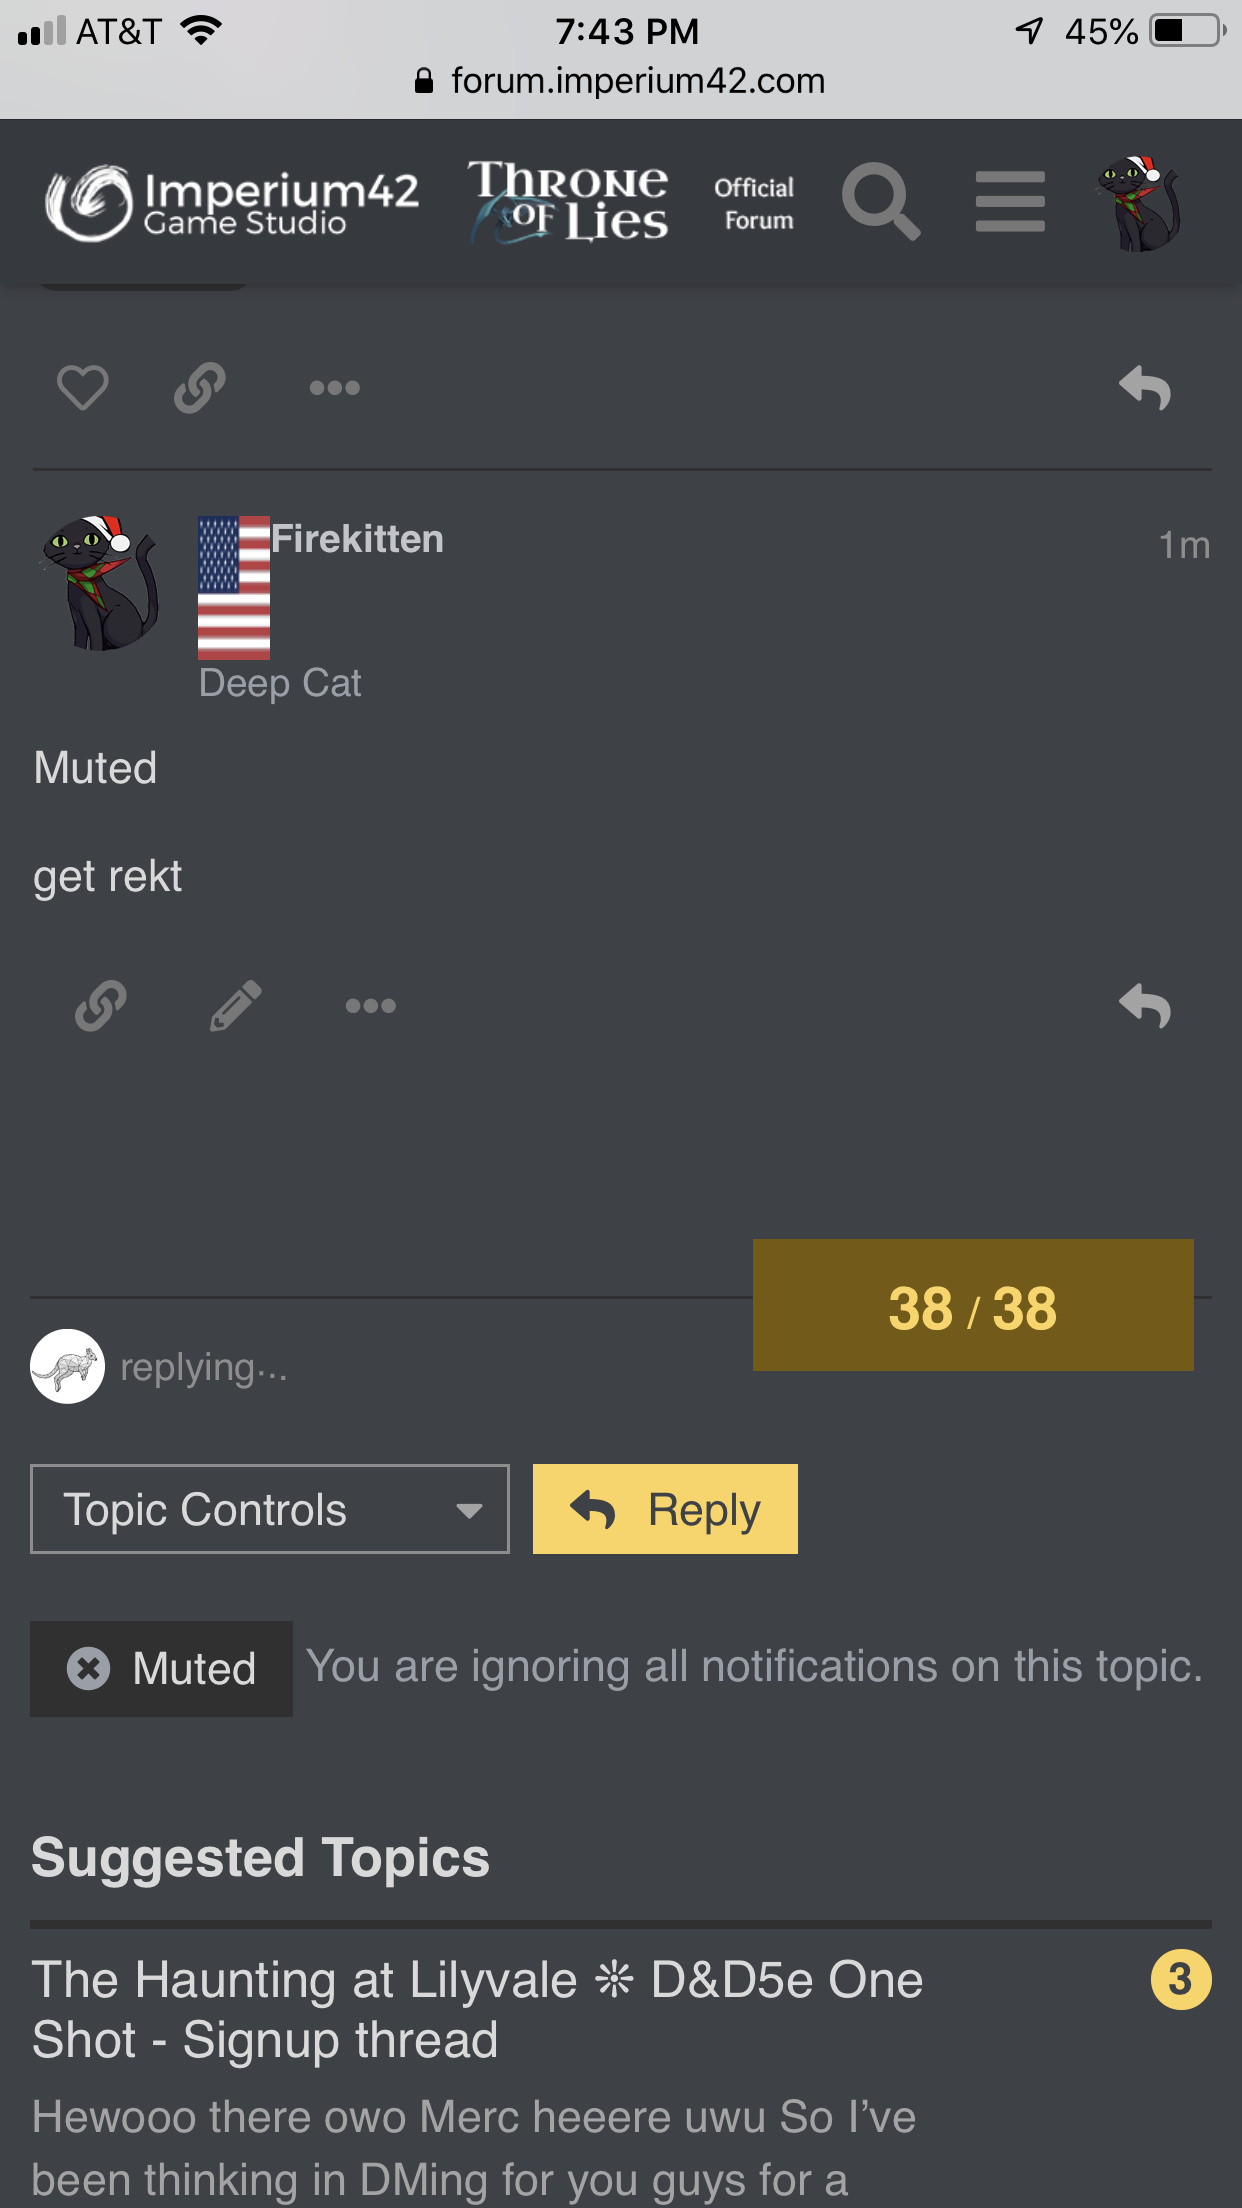 AT&T 7:43 PM 45%
forum.imperium42.com
Imperium42
Game Studio
THRONE
OF LIES
Official
Forum
Firekitten
1m
Deep Cat
Muted
get rekt
38 / 38
replying...
Topic Controls
Reply
Muted You are ignoring all notifications on this topic.
Suggested Topics
The Haunting at Lilyvale ❊ D&D5e One
Shot - Signup thread
3
Hewooo there owo Merc heeere uwu So I’ve
been thinking in DMing for you guys for a